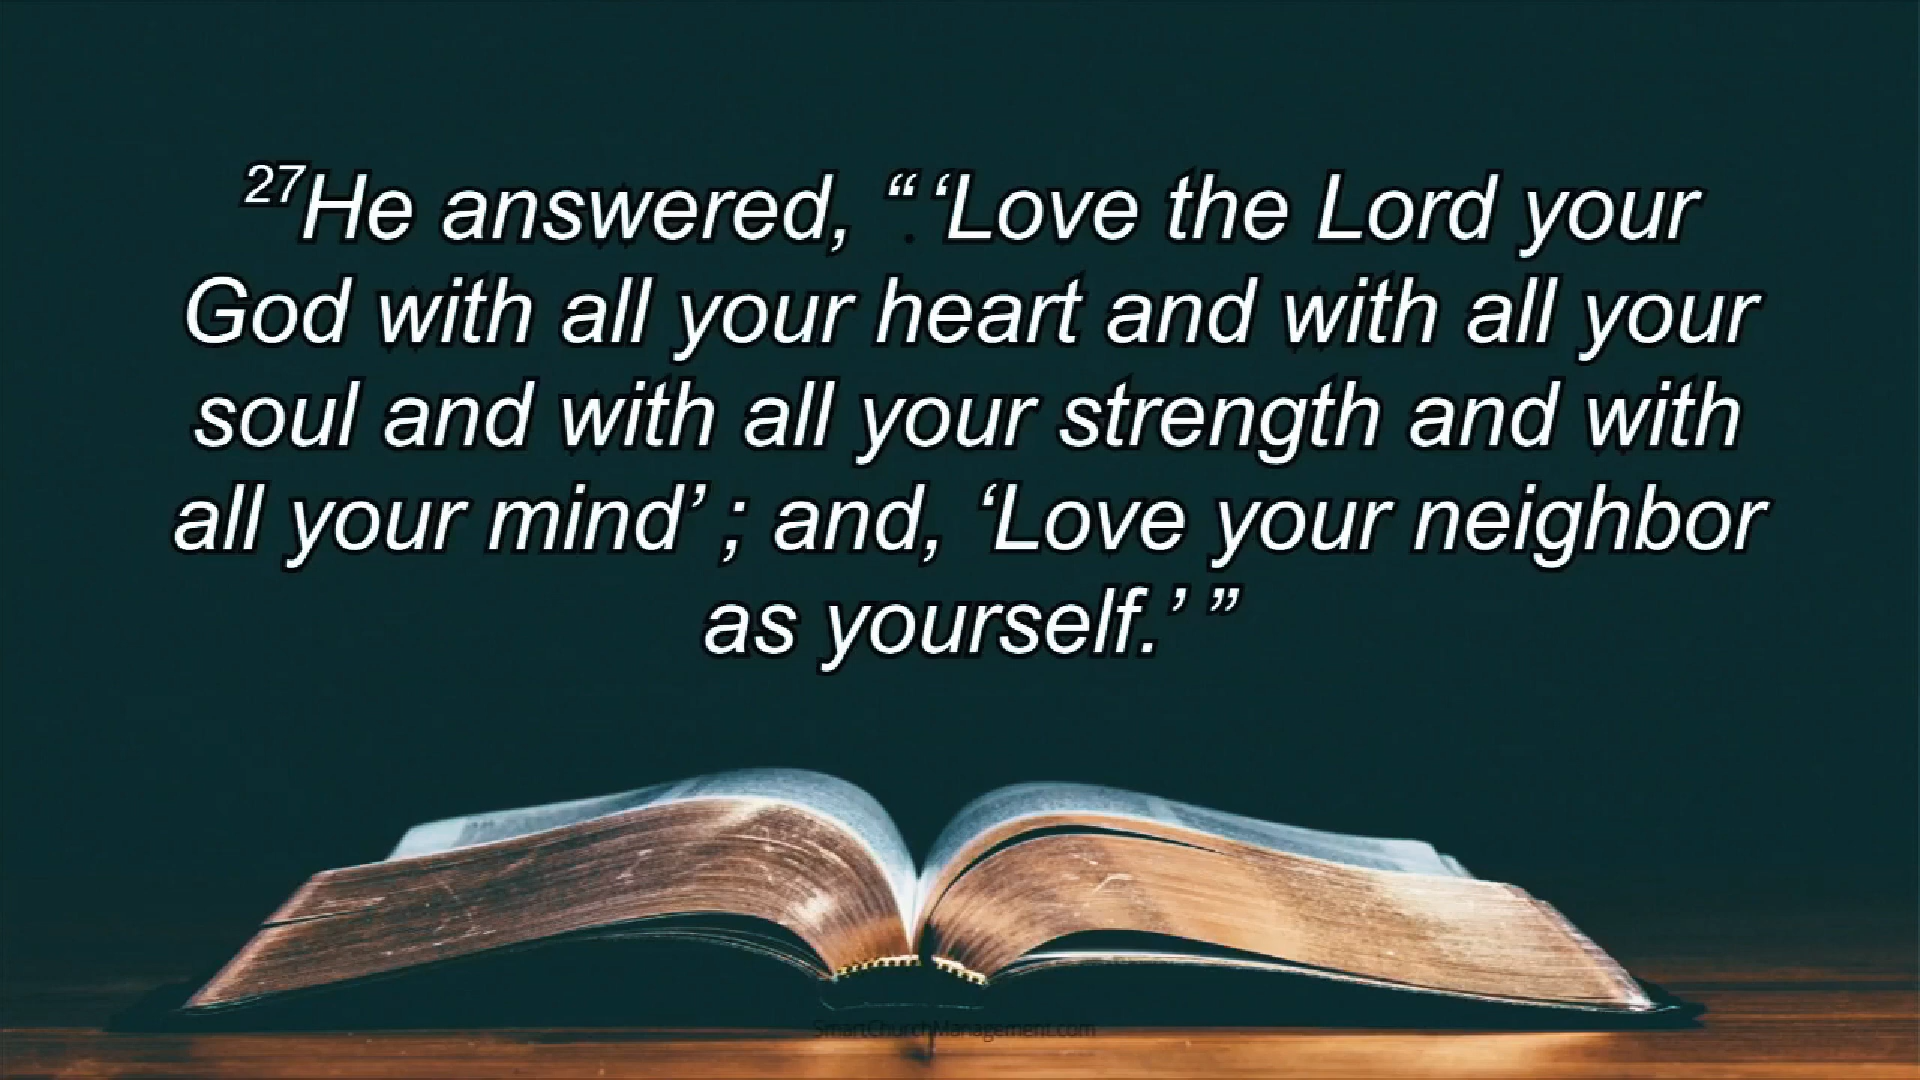 27He answered, “ ‘Love the Lord your
God with all your heart and with all your
soul and with all your strength and with
all your mind’ ; and, ‘Love your neighbor
as yourself.’ ”
SmartChurchManagement.com